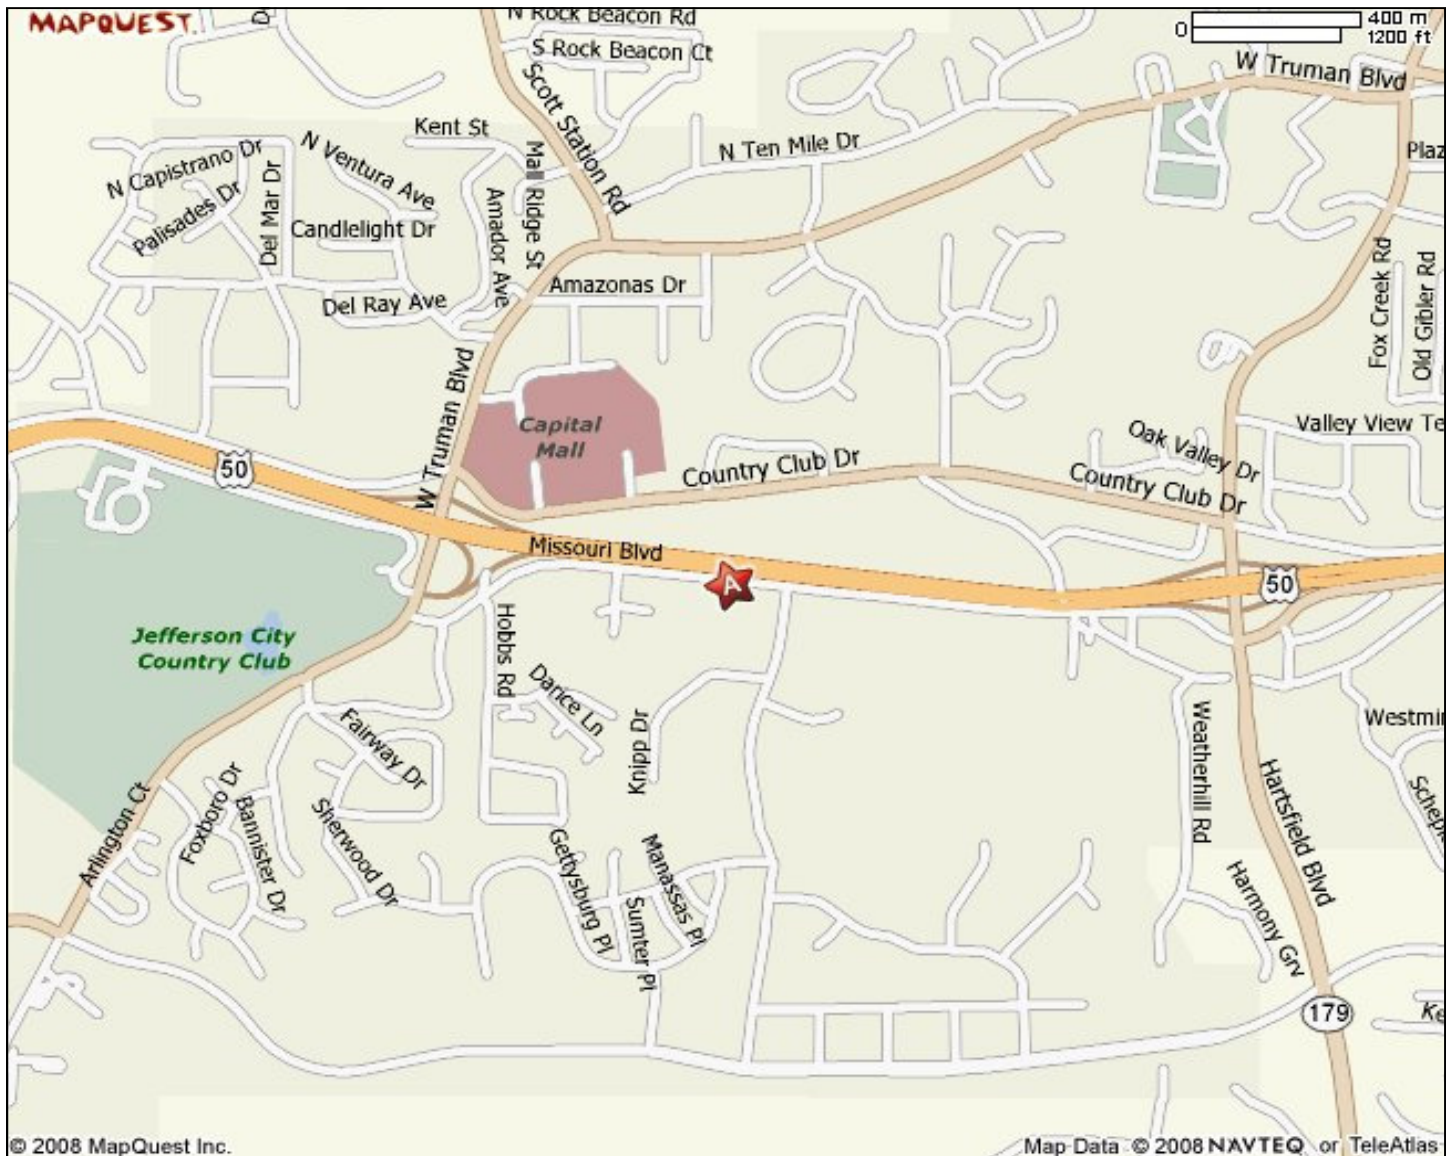 MAPQUEST.
N Rock Beacon Rd
S Rock Beacon Ct
0
400 m
1200 ft
W Truman Blvd
Scott Station Rd
Kent St
N Ten Mile Dr
N Capistrano Dr
N Ventura Ave
Mall Ridge St
Palisades Dr
Del Mar Dr
Candlelight Dr
Amador Ave
Del Ray Ave
Amazonas Dr
Fox Creek Rd
Old Gibler Rd
W Truman Blvd
Capital
Mall
Valley View Te
Oak Valley Dr
50
Country Club Dr
Country Club Dr
Missouri Blvd
A
50
Jefferson City
Country Club
Hobbs Rd
Dance Ln
Knipp Dr
Fairway Dr
Weatherhill Rd
Westmi
Hartsfield Blvd
Arlington Ct
Foxboro Dr
Bannister Dr
Sherwood Dr
Gettysburg Pl
Manassas Pl
Sumter Pl
Harmony Grv
179
Ke
© 2008 MapQuest Inc.
Map Data © 2008 NAVTEQ or TeleAtlas